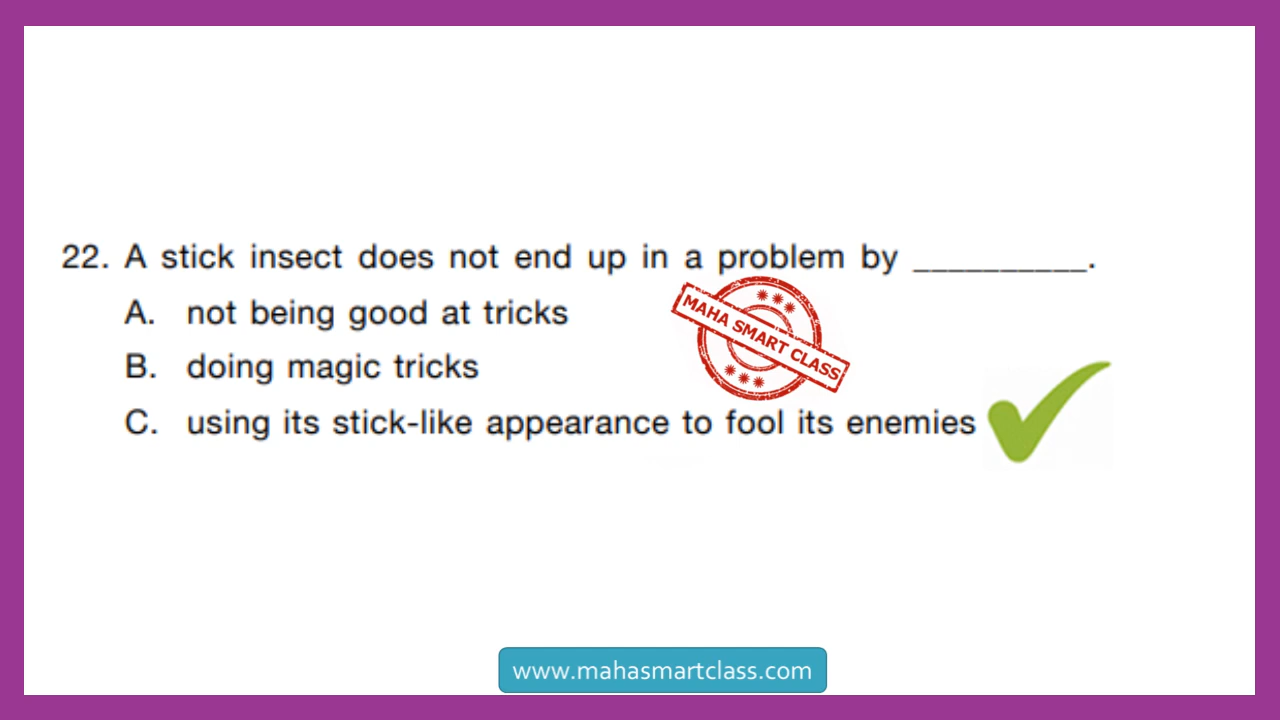 22. A stick insect does not end up in a problem by __________.
A. not being good at tricks
MAHA SMART CLASS
B. doing magic tricks
C. using its stick-like appearance to fool its enemies
www.mahasmartclass.com